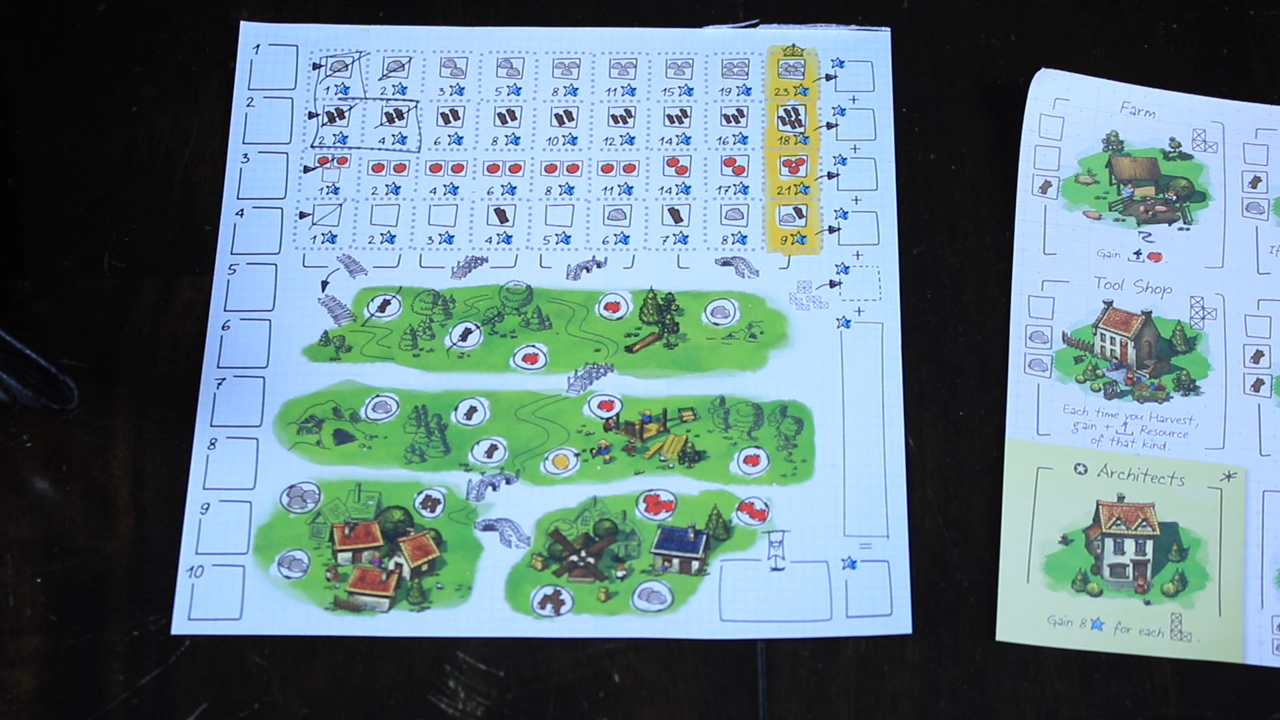 1
1 2 3 5 8 11 15 19 23
+
2
2 4 6 8 10 12 14 16 18
+
3
1 2 4 6 8 11 14 17 21
+
4
1 2 3 4 5 6 7 8 9
+
5
+
6
7
8
9
=
10
Farm
Gain
Tool Shop
Each time you Harvest,
gain + 1 Resource
of that kind.
Architects *
Gain 8 for each .